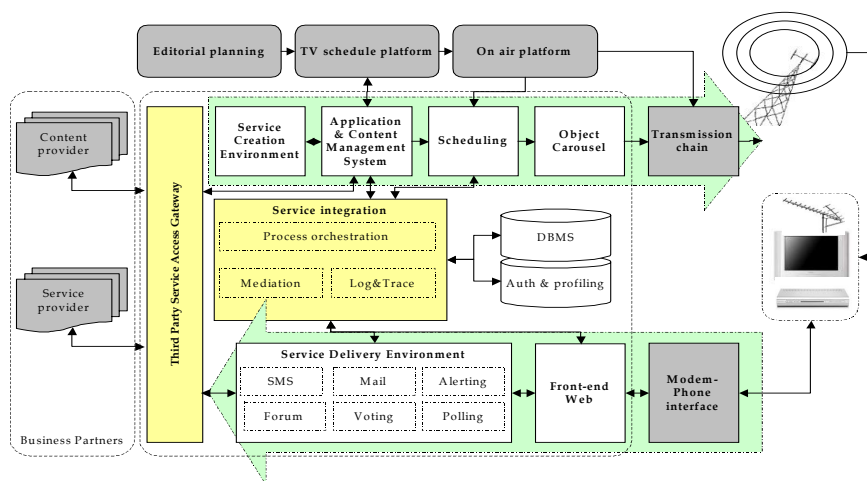 Editorial planning
TV schedule platform
On air platform
Content
provider
Service
provider
Business Partners
Third Party Service Access Gateway
Service
Creation
Environment
Application
& Content
Management
System
Scheduling
Object
Carousel
Transmission
chain
Service integration
Process orchestration
Mediation
Log&Trace
DBMS
Auth & profiling
Service Delivery Environment
SMS
Mail
Alerting
Forum
Voting
Polling
Front-end
Web
Modem-
Phone
interface